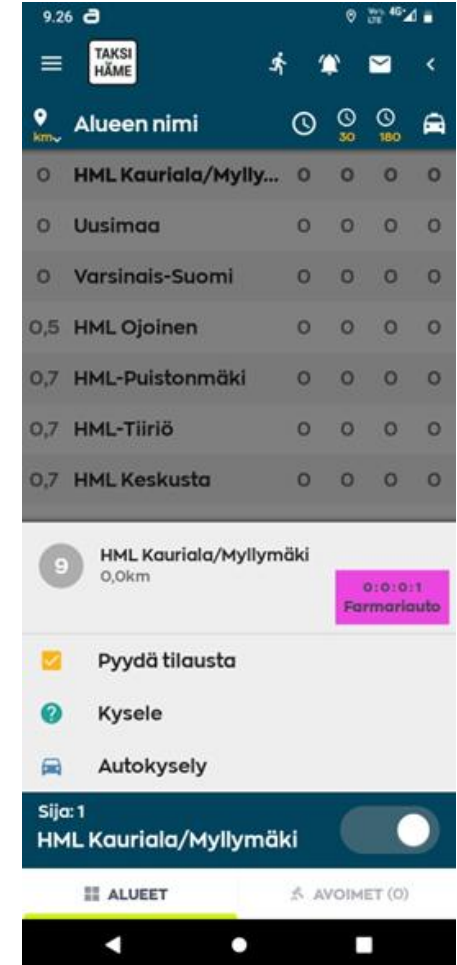 9.26
VoWi LTE 4G+
TAKSI
HÄME
km Alueen nimi 30 180
0 HML Kauriala/Mylly... 0 0 0 0
0 Uusimaa 0 0 0 0
0 Varsinais-Suomi 0 0 0 0
0,5 HML Ojoinen 0 0 0 0
0,7 HML-Puistonmäki 0 0 0 0
0,7 HML-Tiiriö 0 0 0 0
0,7 HML Keskusta 0 0 0 0
9 HML Kauriala/Myllymäki
0,0km
0:0:0:1
Farmariauto
Pyydä tilausta
Kysele
Autokysely
Sija: 1
HML Kauriala/Myllymäki
ALUEET AVOIMET (0)